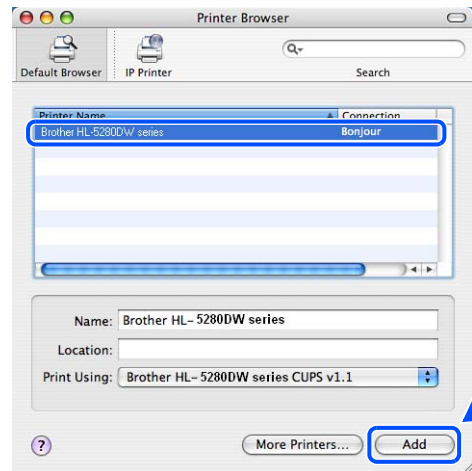 Printer Browser
Default Browser
IP Printer
Search
Printer Name
Connection
Brother HL-5280DW series
Bonjour
Name: Brother HL- 5280DW series
Location:
Print Using: Brother HL- 5280DW series CUPS v1.1
?
More Printers...
Add